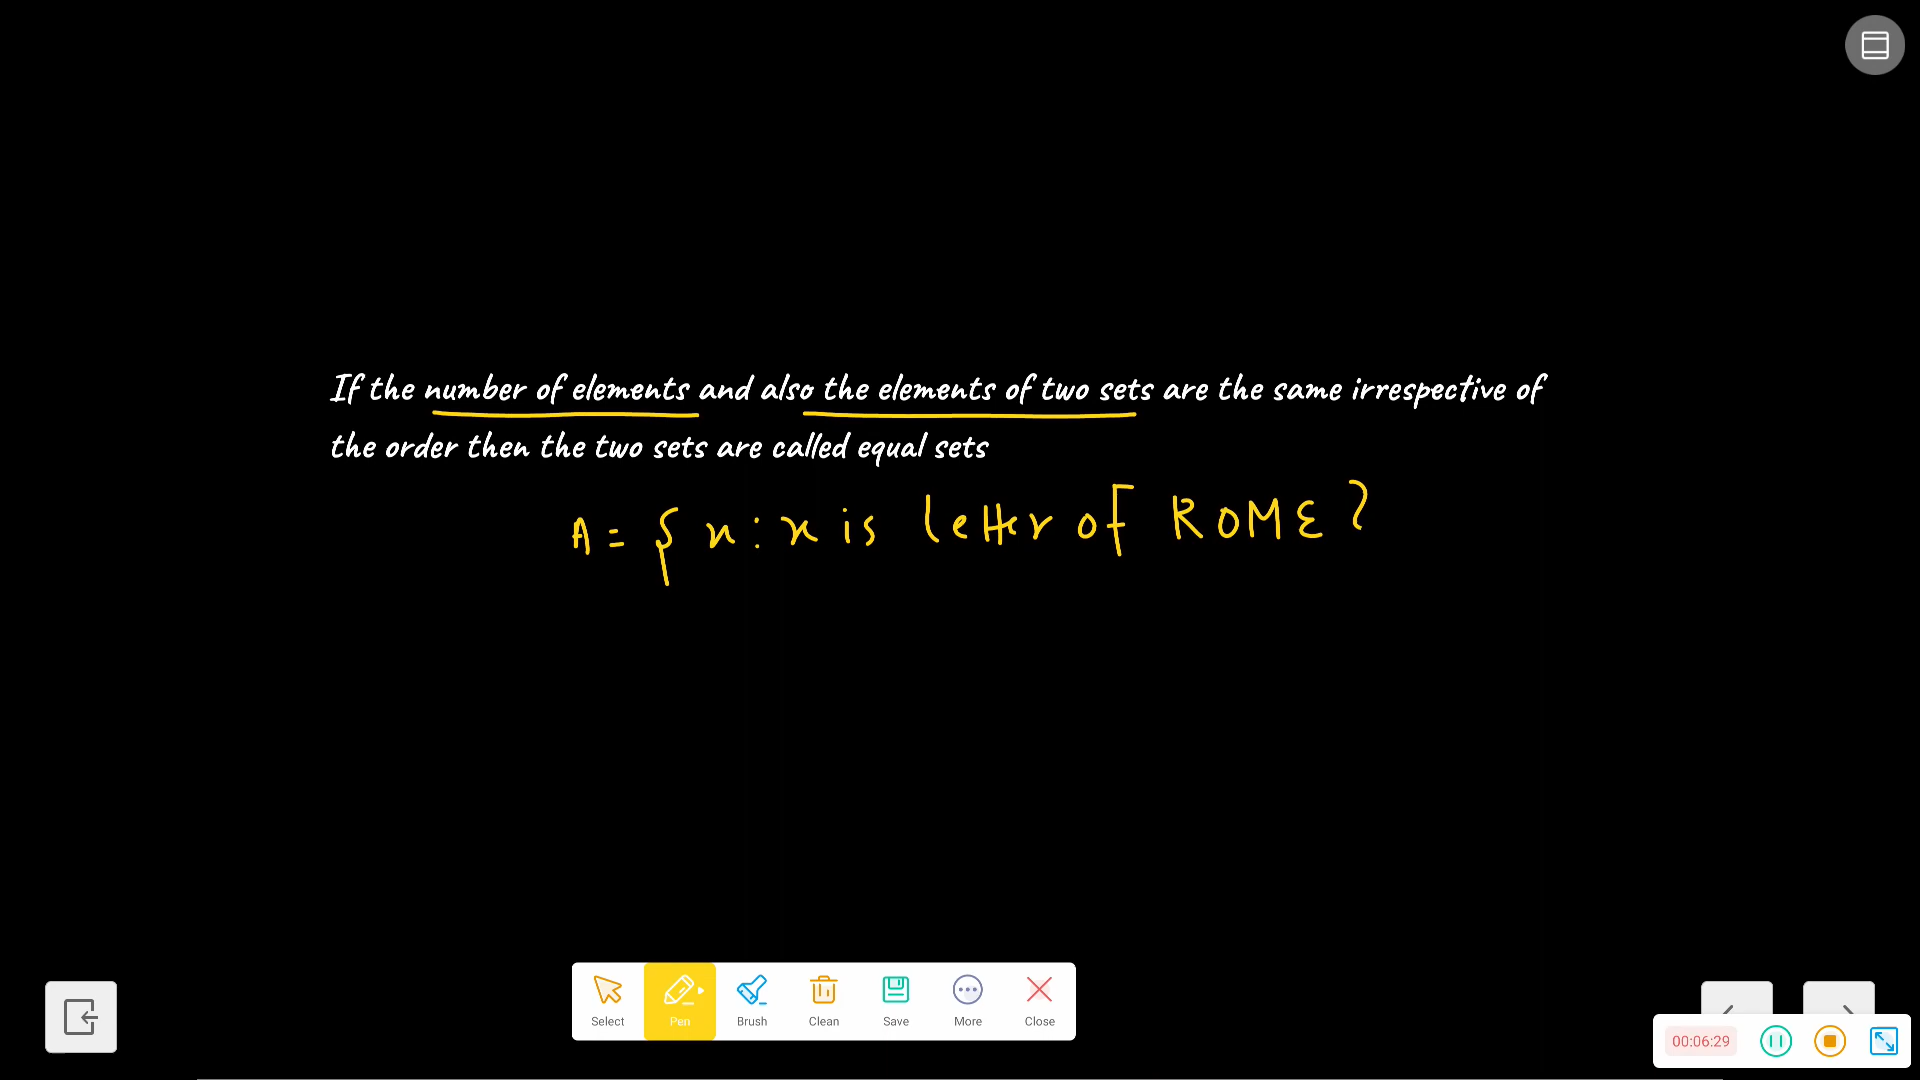 If the number of elements and also the elements of two sets are the same irrespective of
the order then the two sets are called equal sets
A = { x : x is letter of ROME }
Select Pen Brush Clean Save More Close
00:06:29